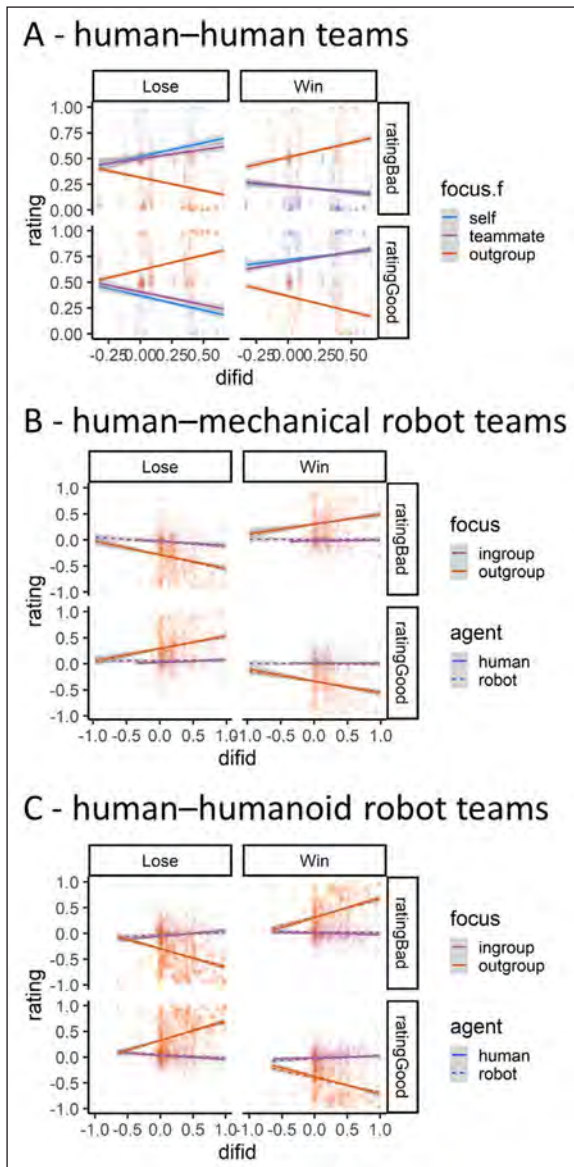 A - human–human teams
Lose Win
1.00
0.75
0.50
0.25
0.00
ratingBad
1.00
0.75
0.50
0.25
0.00
ratingGood
rating
-0.25 0.00 0.25 0.50 -0.25 0.00 0.25 0.50
difid
focus.f
self
teammate
outgroup
B - human–mechanical robot teams
Lose Win
1.0
0.5
0.0
-0.5
-1.0
ratingBad
1.0
0.5
0.0
-0.5
-1.0
ratingGood
rating
-1.0 -0.5 0.0 0.5 1.0 -1.0 -0.5 0.0 0.5 1.0
difid
focus
ingroup
outgroup
agent
human
robot
C - human–humanoid robot teams
Lose Win
1.0
0.5
0.0
-0.5
-1.0
ratingBad
1.0
0.5
0.0
-0.5
-1.0
ratingGood
rating
-1.0 -0.5 0.0 0.5 1.0 -1.0 -0.5 0.0 0.5 1.0
difid
focus
ingroup
outgroup
agent
human
robot